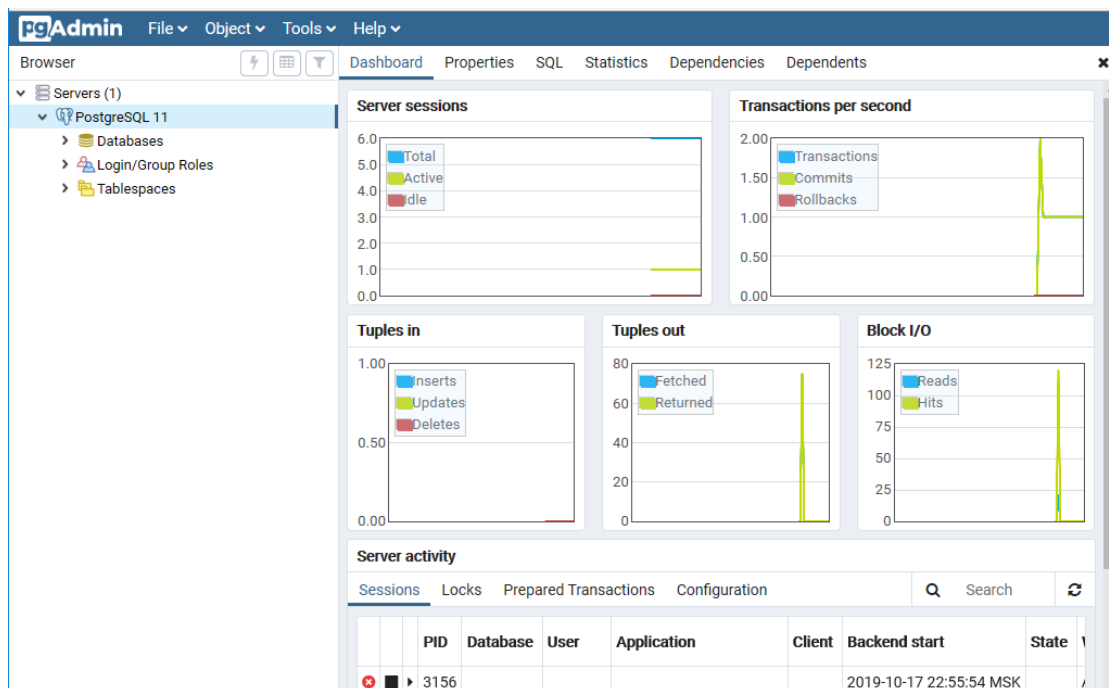 pgAdmin File Object Tools Help
Browser
Dashboard Properties SQL Statistics Dependencies Dependents
Servers (1)
PostgreSQL 11
Databases
Login/Group Roles
Tablespaces
Server sessions
6.0
5.0
4.0
3.0
2.0
1.0
0.0
Total
Active
Idle
Transactions per second
2.00
1.50
1.00
0.50
0.00
Transactions
Commits
Rollbacks
Tuples in
1.00
0.50
0.00
Inserts
Updates
Deletes
Tuples out
80
60
40
20
0
Fetched
Returned
Block I/O
125
100
75
50
25
0
Reads
Hits
Server activity
Sessions Locks Prepared Transactions Configuration Search
PID Database User Application Client Backend start State
3156 2019-10-17 22:55:54 MSK